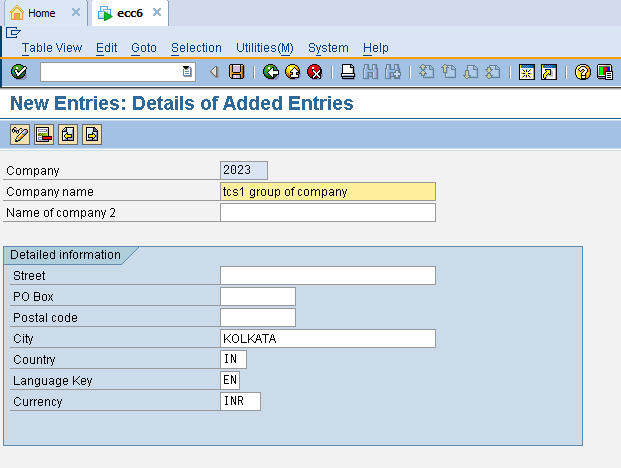 Home ecc6
Table View Edit Goto Selection Utilities(M) System Help
New Entries: Details of Added Entries
Company 2023
Company name tcs1 group of company
Name of company 2
Detailed information
Street
PO Box
Postal code
City KOLKATA
Country IN
Language Key EN
Currency INR